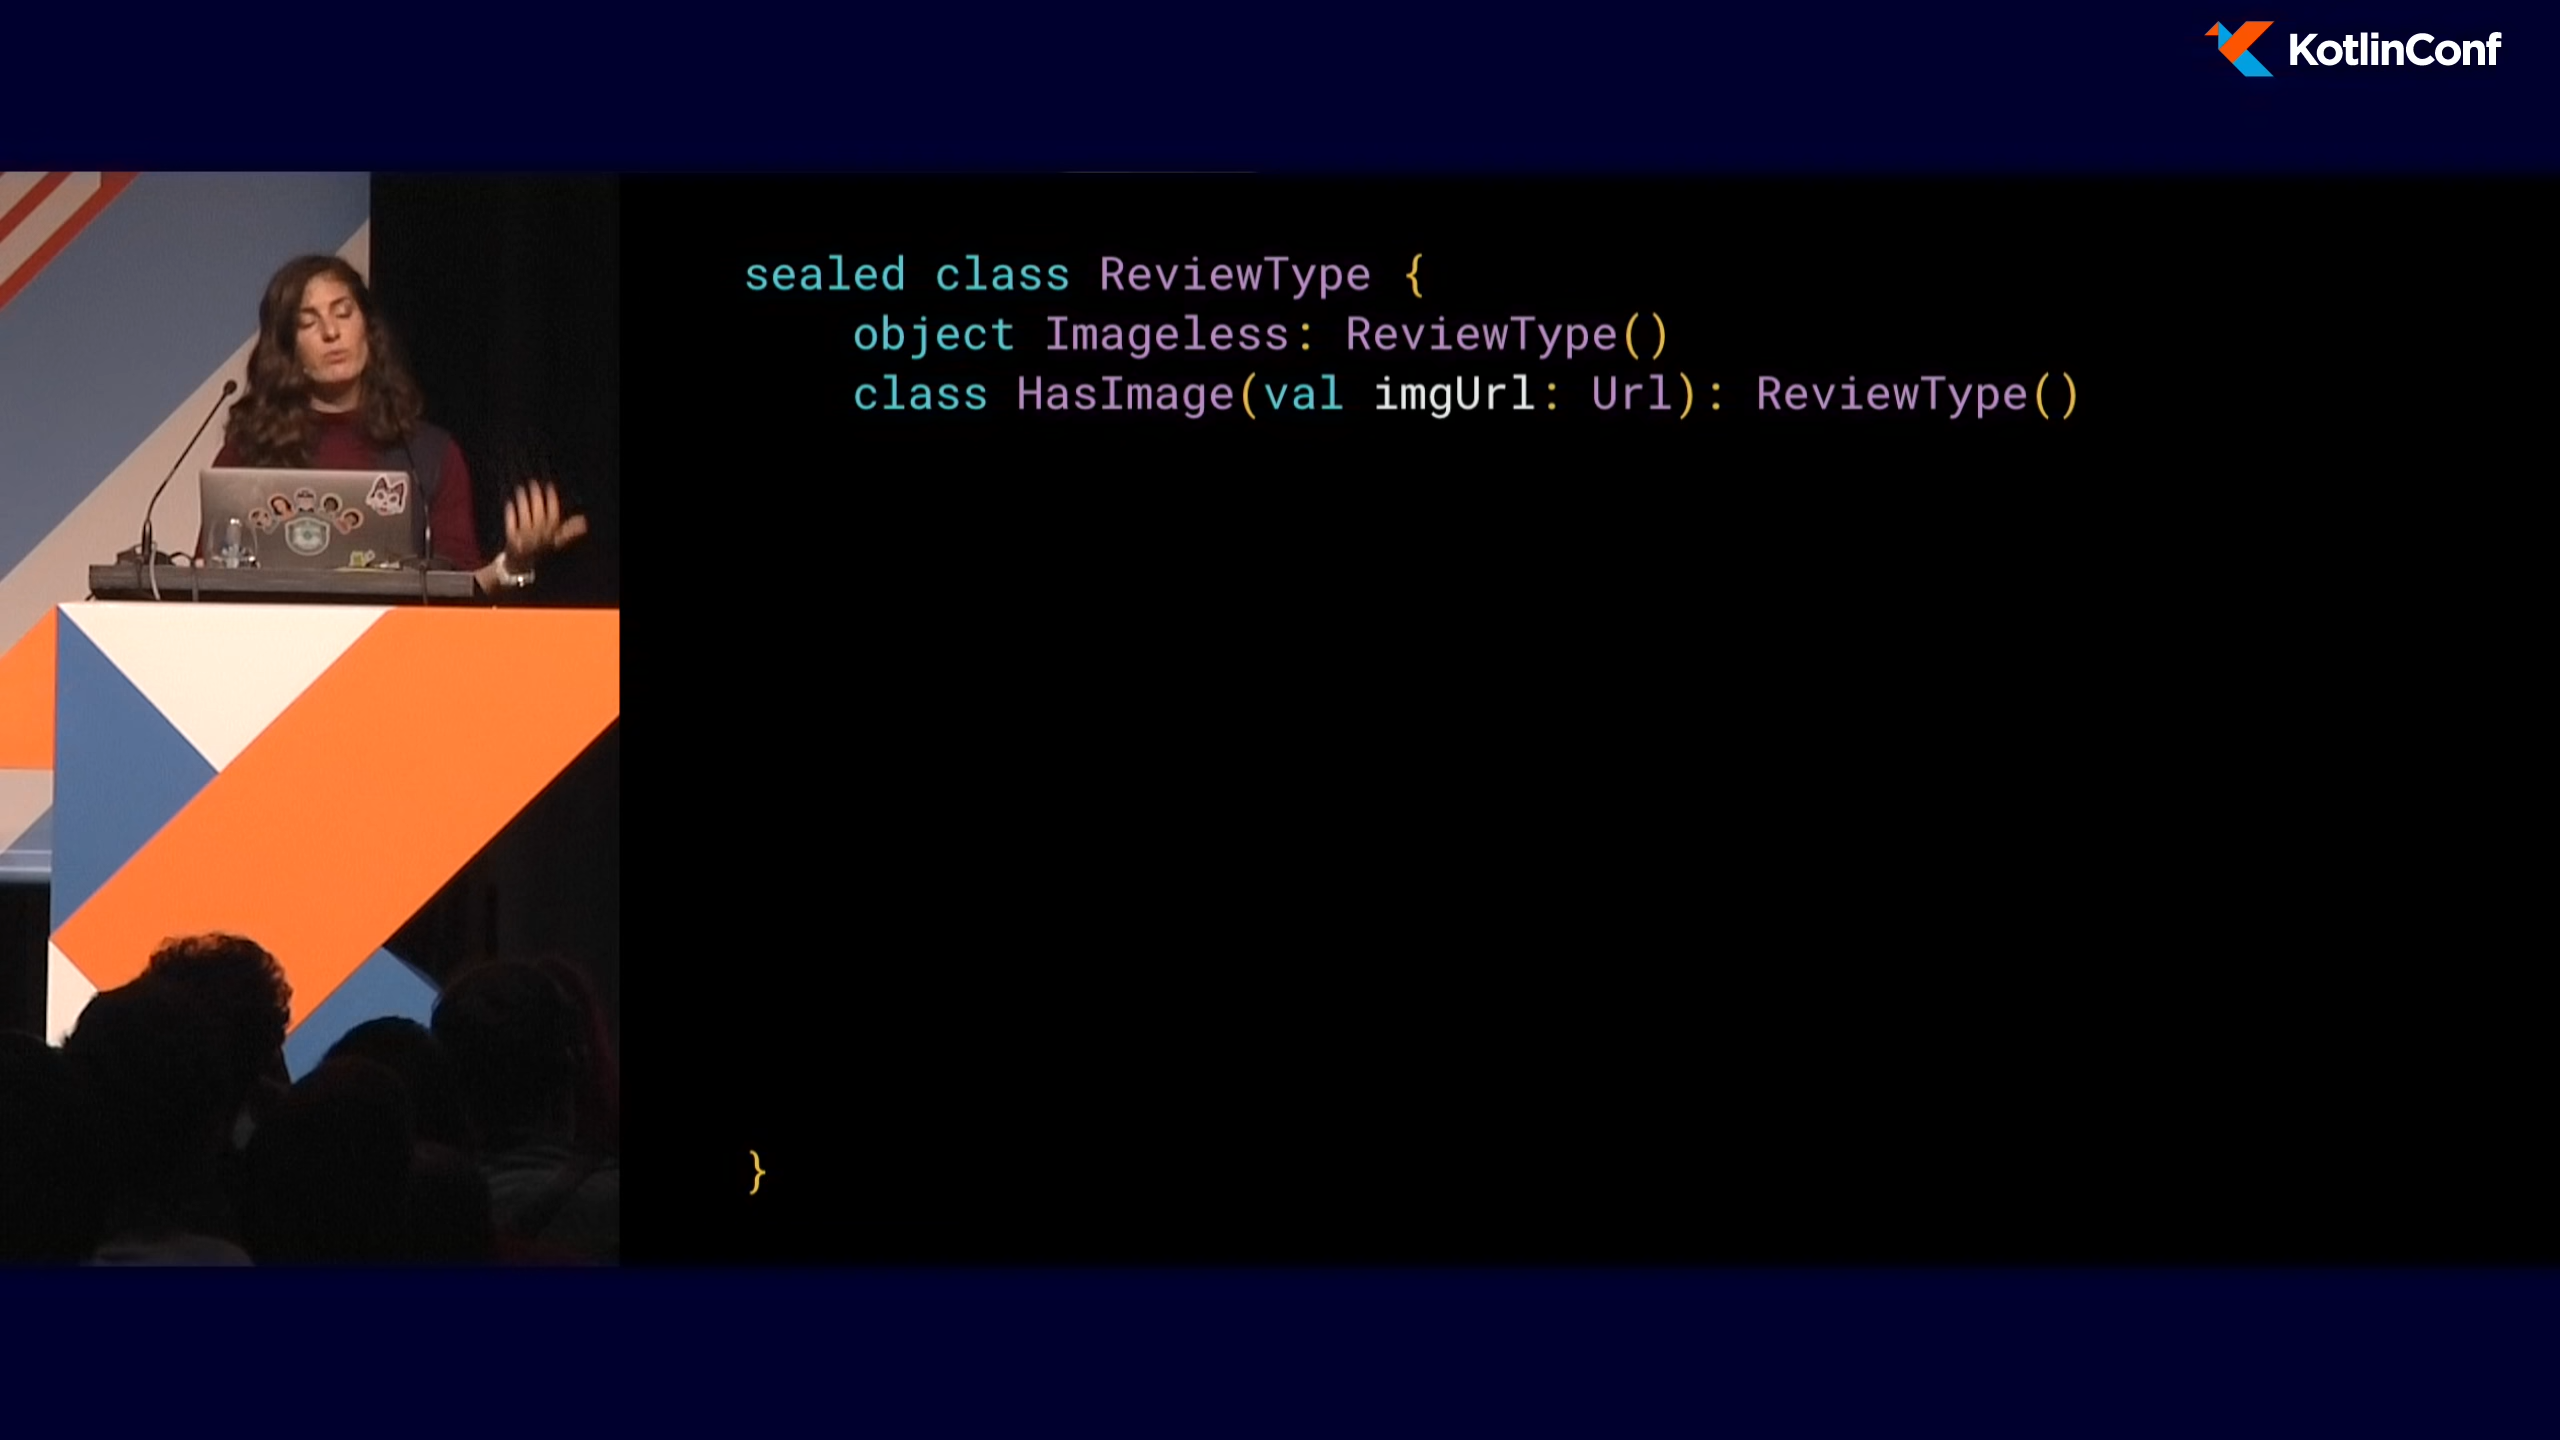 KotlinConf
sealed class ReviewType {
    object Imageless: ReviewType()
    class HasImage(val imgUrl: Url): ReviewType()
}